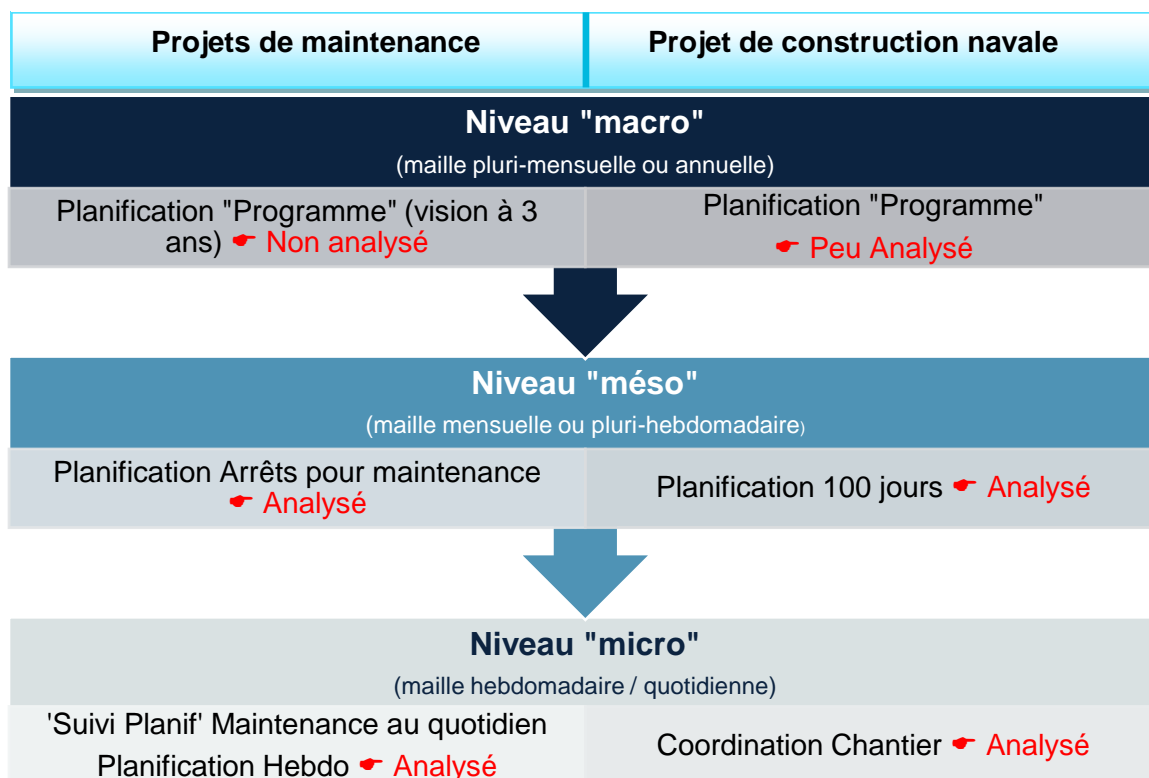 Projets de maintenance
Projet de construction navale
Niveau "macro"
(maille pluri-mensuelle ou annuelle)
Planification "Programme" (vision à 3
ans) ☛ Non analysé
Planification "Programme"
☛ Peu Analysé
Niveau "méso"
(maille mensuelle ou pluri-hebdomadaire)
Planification Arrêts pour maintenance
☛ Analysé
Planification 100 jours ☛ Analysé
Niveau "micro"
(maille hebdomadaire / quotidienne)
'Suivi Planif' Maintenance au quotidien
Planification Hebdo ☛ Analysé
Coordination Chantier ☛ Analysé